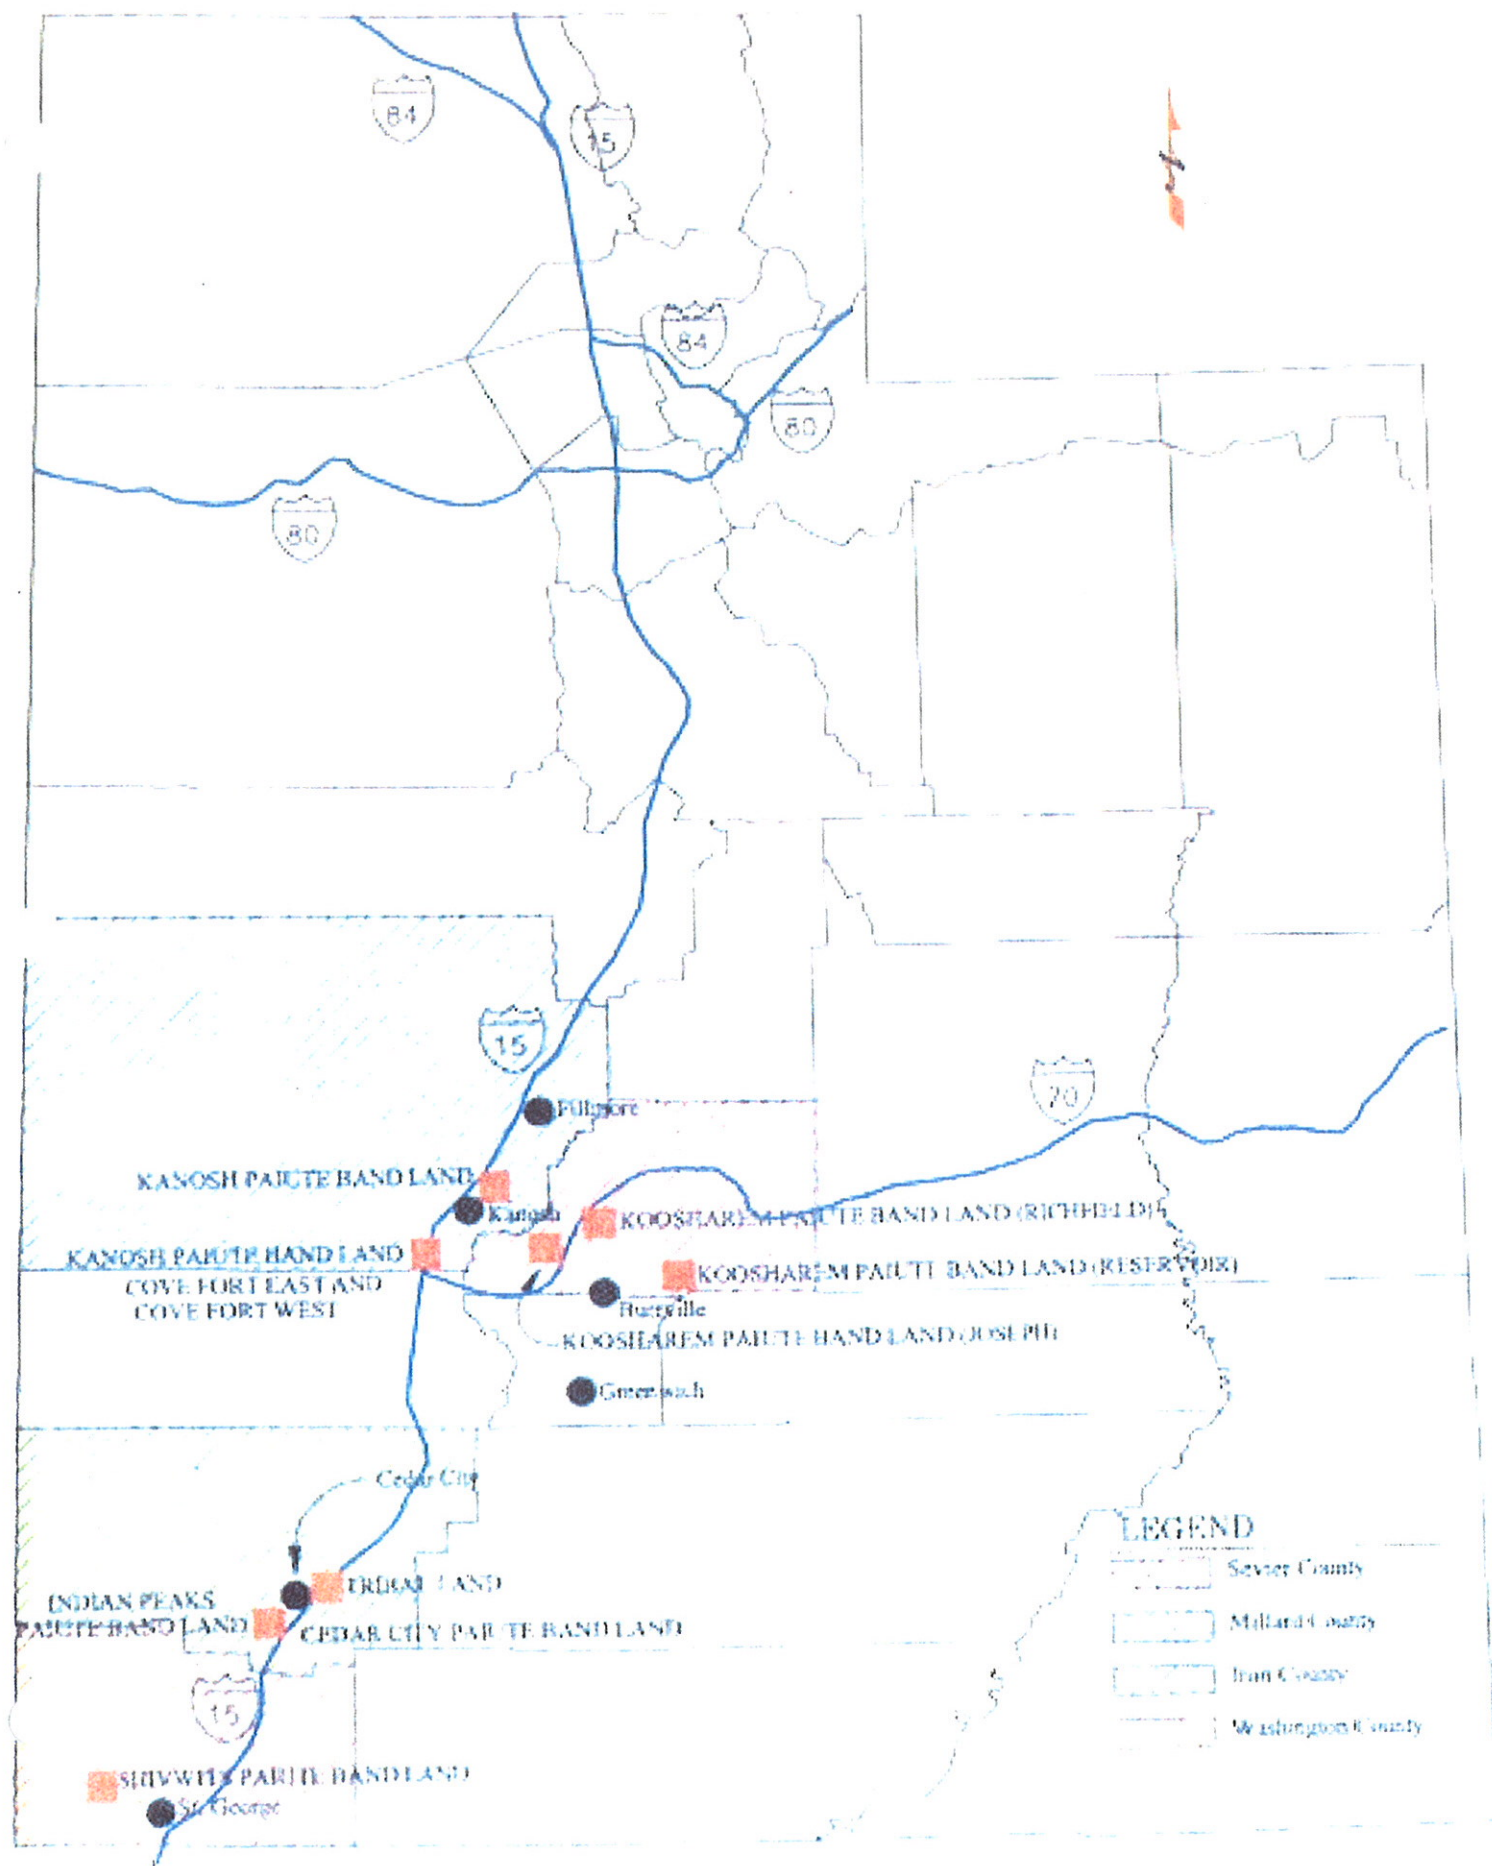 84
15
84
80
80
15
Fillmore
70
KANOSH PAIUTE BAND LAND
Kanosh
KOOSHAREM PAIUTE BAND LAND (RICHFIELD)
KANOSH PAIUTE BAND LAND
COVE FORT EAST AND
COVE FORT WEST
KOOSHAREM PAIUTE BAND LAND (RESERVOIR)
Burrville
KOOSHAREM PAIUTE BAND LAND (JOSEPH)
Greenwich
Cedar City
LEGEND
Sevier County
Millard County
Iron County
Washington County
TRIBAL LAND
INDIAN PEAKS
PAIUTE BAND LAND
CEDAR CITY PAIUTE BAND LAND
15
SHIVWITS PAIUTE BAND LAND
St. George